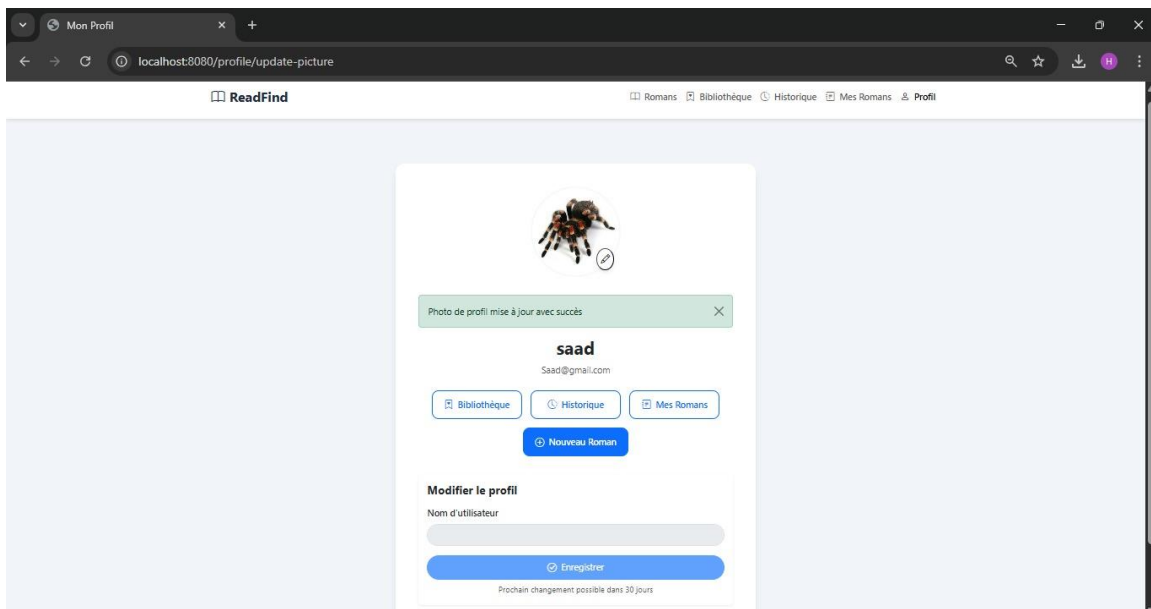 Mon Profil
localhost:8080/profile/update-picture
H
ReadFind
Romans Bibliothèque Historique Mes Romans Profil
Photo de profil mise à jour avec succès
saad
Saad@gmail.com
Bibliothèque Historique Mes Romans
Nouveau Roman
Modifier le profil
Nom d'utilisateur
Enregistrer
Prochain changement possible dans 30 jours